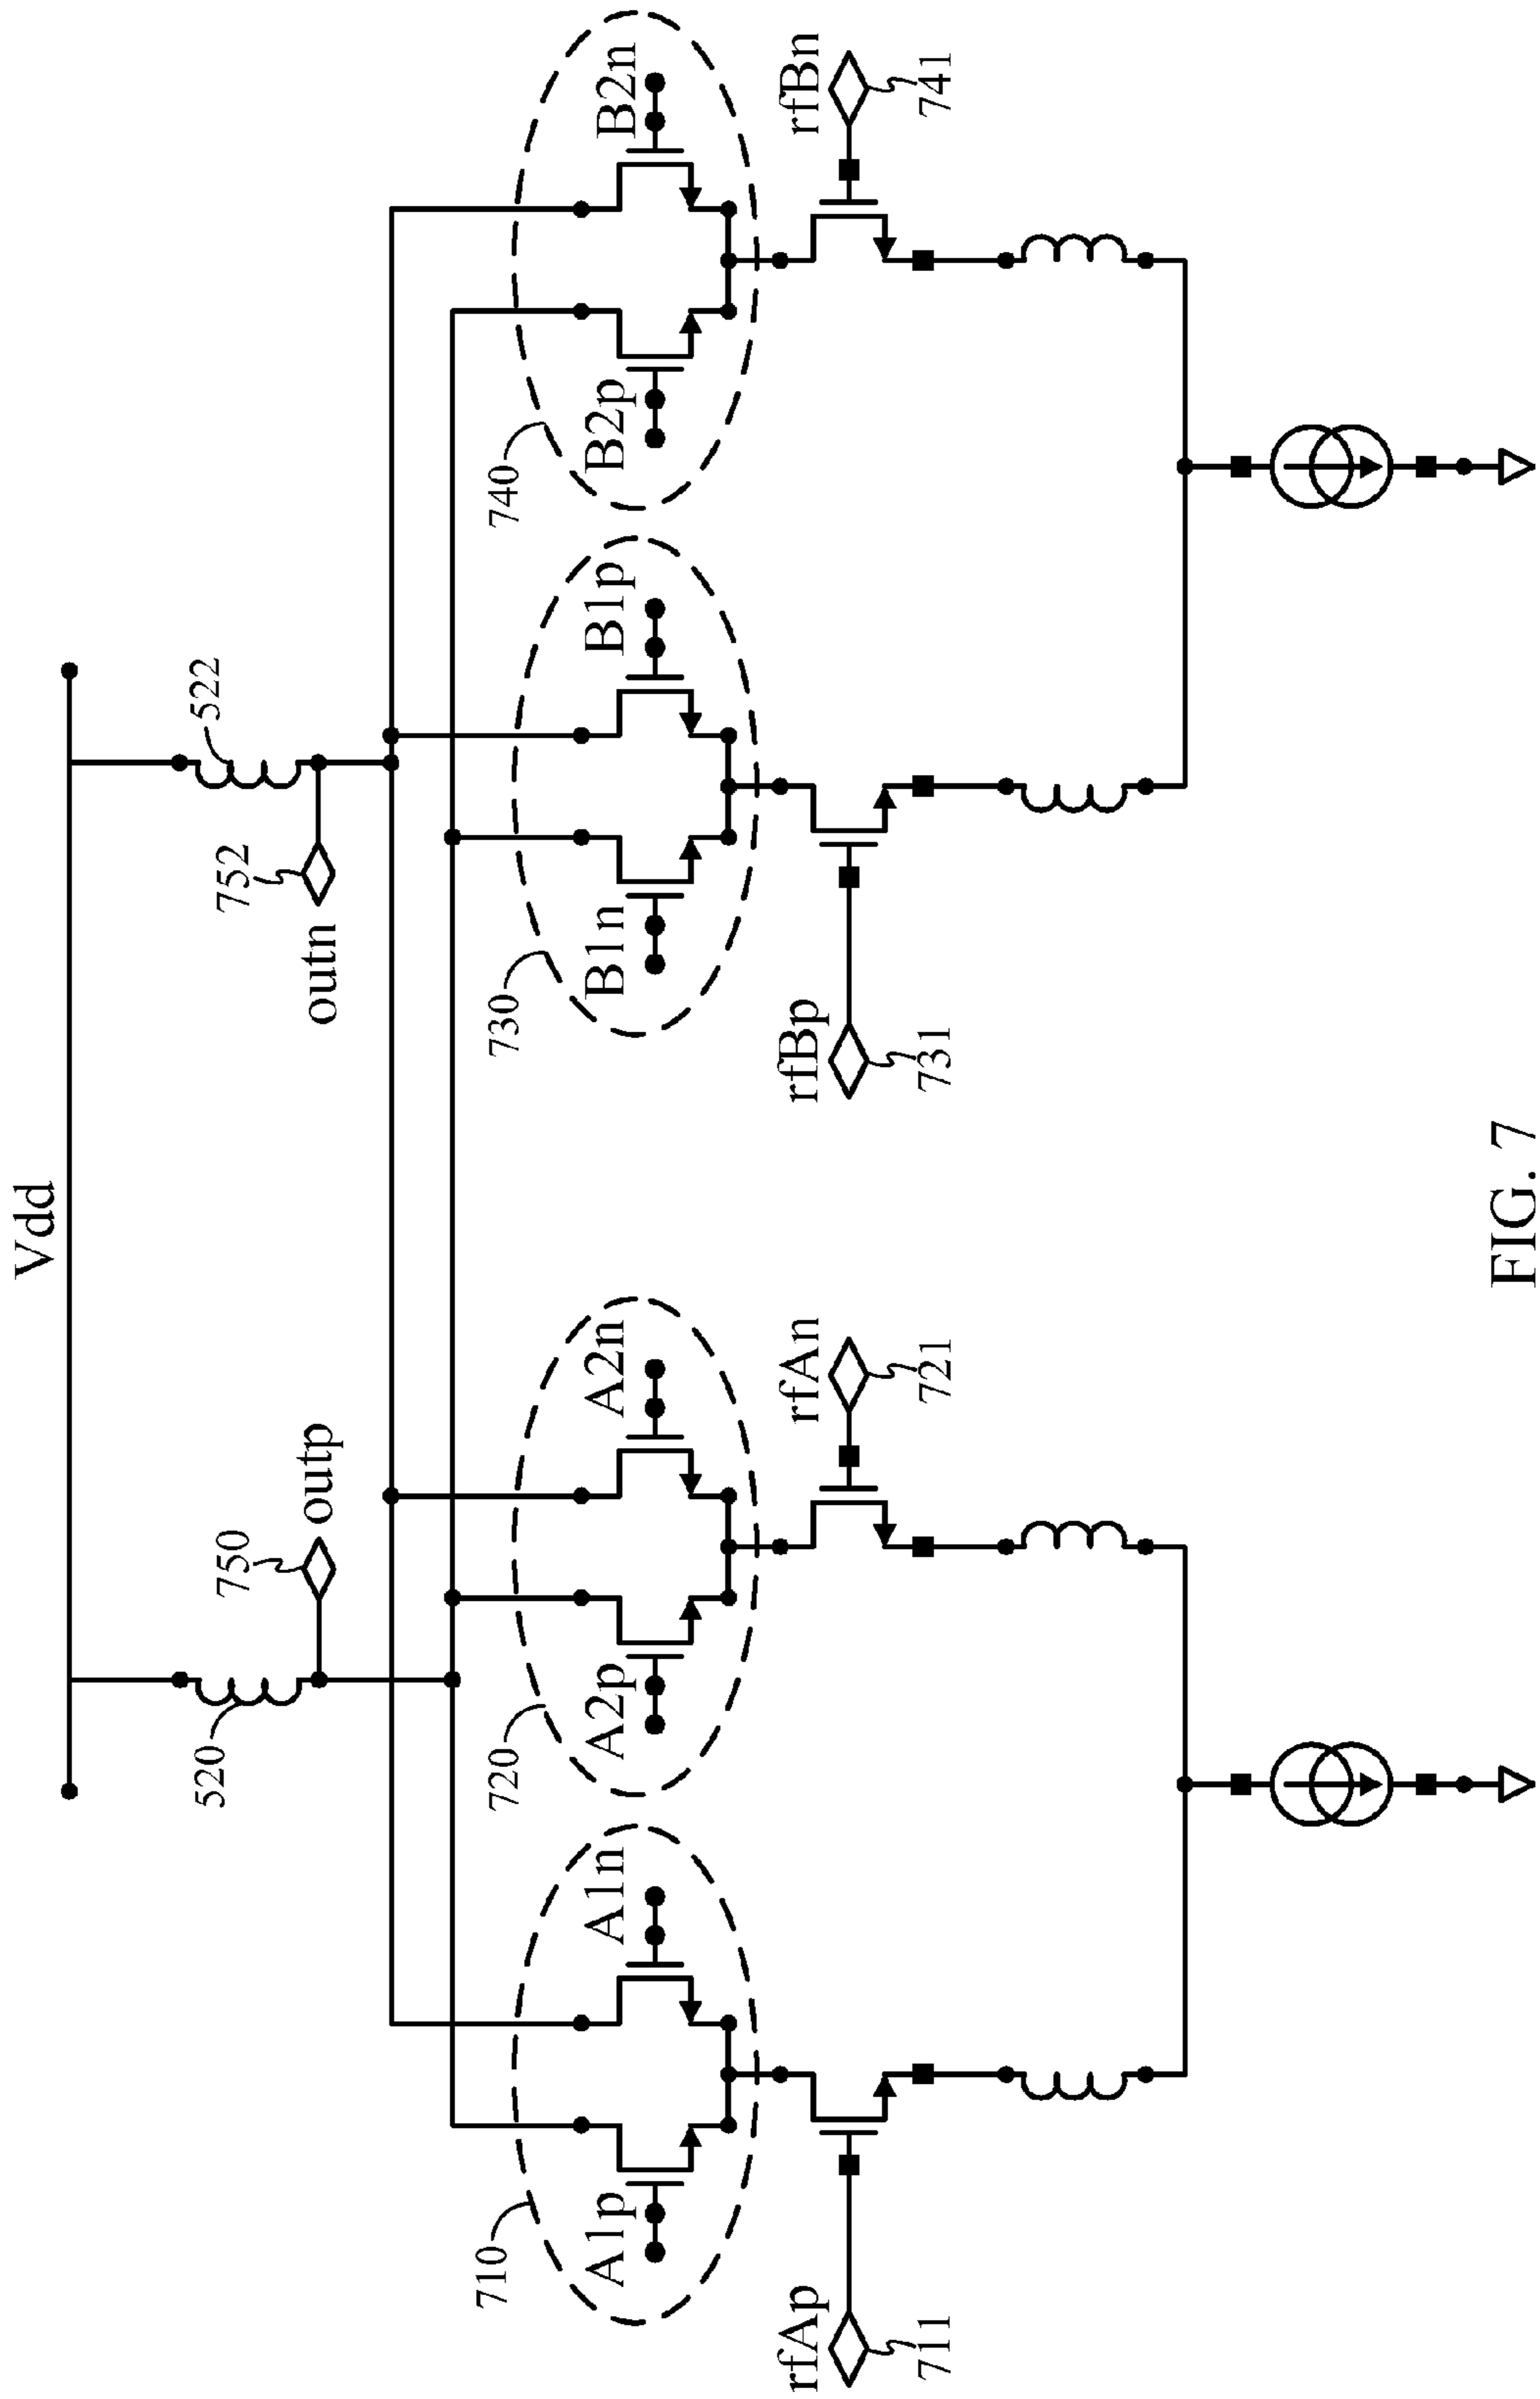 Vdd
520
750
outp
752
outn
522
710
A1p
A1n
720
A2p
A2n
730
B1n
B1p
740
B2p
B2n
rfAp
711
rfAn
721
rfBp
731
rfBn
741
FIG. 7